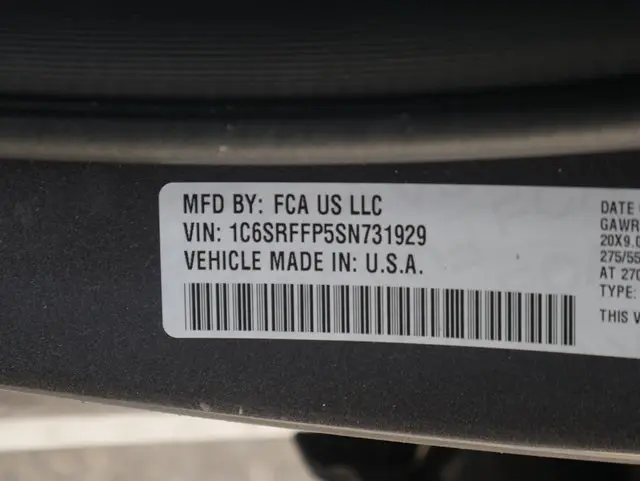 MFD BY: FCA US LLC
VIN: 1C6SRFFP5SN731929
VEHICLE MADE IN: U.S.A.
DATE
GAWR
20X9.0
275/55
AT 270
TYPE:
THIS V